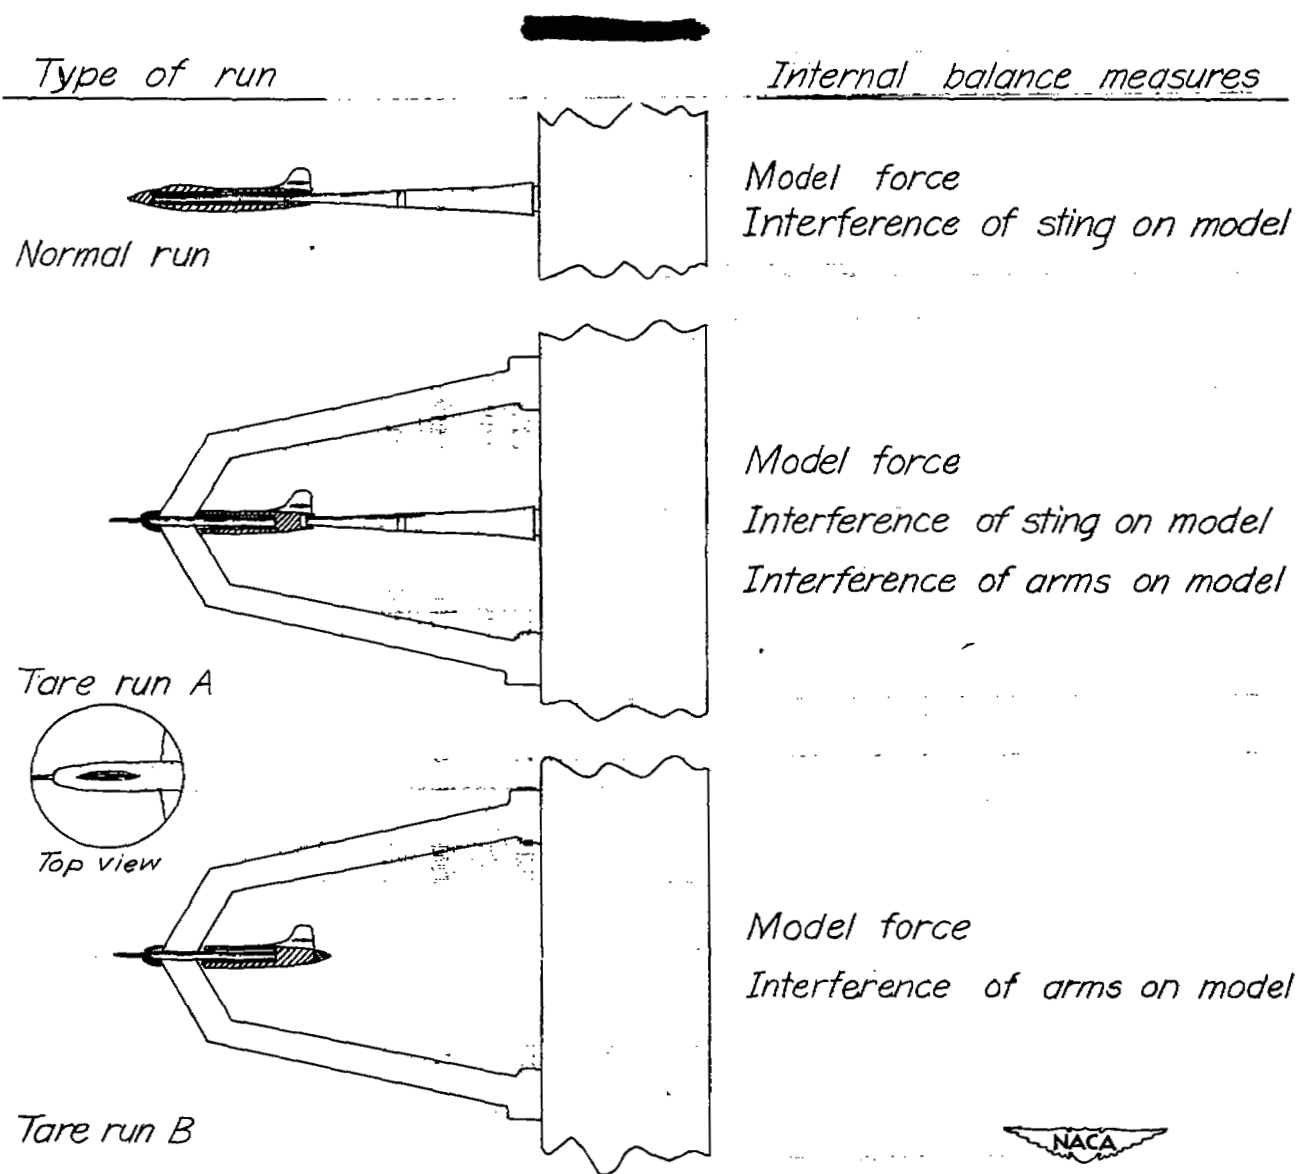 Type of run
Internal balance measures
Normal run
Model force
Interference of sting on model
Tare run A
Top view
Model force
Interference of sting on model
Interference of arms on model
Tare run B
Model force
Interference of arms on model
NACA